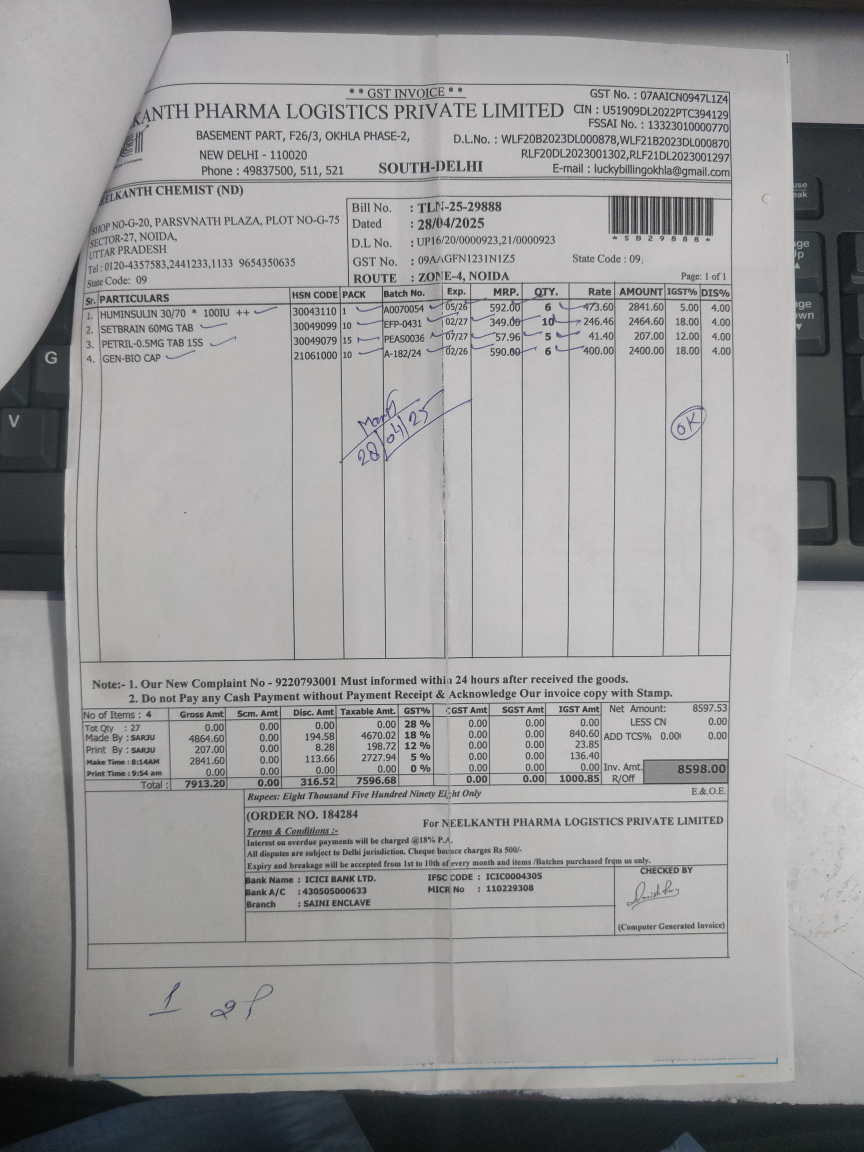 ** GST INVOICE **
GST No. : 07AAICN0947L1Z4
KANTH PHARMA LOGISTICS PRIVATE LIMITED
CIN : U51909DL2022PTC394129
FSSAI No. : 13323010000770
BASEMENT PART, F26/3, OKHLA PHASE-2,
D.L.No. : WLF20B2023DL000878,WLF21B2023DL000870
NEW DELHI - 110020
RLF20DL2023001302,RLF21DL2023001297
Phone : 49837500, 511, 521
SOUTH-DELHI
E-mail : luckybillingokhla@gmail.com
ELKANTH CHEMIST (ND)
SHOP NO-G-20, PARSVNATH PLAZA, PLOT NO-G-75
SECTOR-27, NOIDA,
UTTAR PRADESH
Tel : 0120-4357583,2441233,1133 9654350635
State Code: 09
Bill No. : TLN-25-29888
Dated : 28/04/2025
D.L No. : UP16/20/0000923,21/0000923
GST No. : 09AAGFN1231N1Z5 State Code : 09
ROUTE : ZONE-4, NOIDA
* S B 2 9 8 8 8 *
Page: 1 of 1
Sr. PARTICULARS HSN CODE PACK Batch No. Exp. MRP. QTY. Rate AMOUNT IGST% DIS%
1. HUMINSULIN 30/70 * 100IU ++ 30043110 1 A0070054 05/26 592.00 6 473.60 2841.60 5.00 4.00
2. SETBRAIN 60MG TAB 30049099 10 EFP-0431 02/27 349.00 10 246.46 2464.60 18.00 4.00
3. PETRIL-0.5MG TAB 15S 30049079 15 PEAS0036 07/27 57.96 5 41.40 207.00 12.00 4.00
4. GEN-BIO CAP 21061000 10 A-182/24 02/26 590.00 6 400.00 2400.00 18.00 4.00
28/04/25
OK
Note:- 1. Our New Complaint No - 9220793001 Must informed within 24 hours after received the goods.
2. Do not Pay any Cash Payment without Payment Receipt & Acknowledge Our invoice copy with Stamp.
No of Items : 4 Gross Amt Scm. Amt Disc. Amt Taxable Amt. GST% CGST Amt SGST Amt IGST Amt
Tot Qty : 27 0.00 0.00 0.00 0.00 28 % 0.00 0.00 0.00
Made By : SARJU 4864.60 0.00 194.58 4670.02 18 % 0.00 0.00 840.60
Print By : SARJU 207.00 0.00 8.28 198.72 12 % 0.00 0.00 23.85
Make Time : 8:14AM 2841.60 0.00 113.66 2727.94 5 % 0.00 0.00 136.40
Print Time : 9:54 am 0.00 0.00 0.00 0.00 0 % 0.00 0.00 0.00
Total : 7913.20 0.00 316.52 7596.68 0.00 0.00 1000.85
Net Amount: 8597.53
LESS CN 0.00
ADD TCS% 0.00 0.00
Inv. Amt. 8598.00
R/Off
Rupees: Eight Thousand Five Hundred Ninety Eight Only
E.& O.E.
(ORDER NO. 184284
For NEELKANTH PHARMA LOGISTICS PRIVATE LIMITED
Terms & Conditions :-
Interest on overdue payments will be charged @18% P.A.
All disputes are subject to Delhi jurisdiction. Cheque bounce charges Rs 500/-
Expiry and breakage will be accepted from 1st to 10th of every month and items /Batches purchased from us only.
Bank Name : ICICI BANK LTD. IFSC CODE : ICIC0004305
Bank A/C : 430505000633 MICR No : 110229308
Branch : SAINI ENCLAVE
CHECKED BY
(Computer Generated Invoice)
1